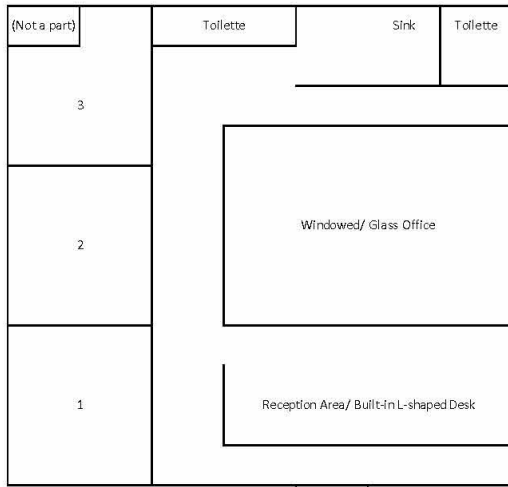 (Not a part)
Toilette
Sink
Toilette
3
Windowed/ Glass Office
2
1
Reception Area/ Built-in L-shaped Desk